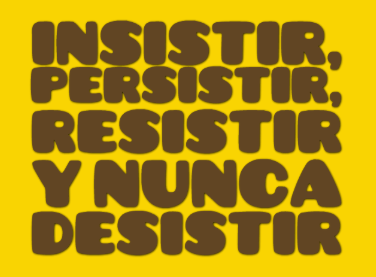 INSISTIR,
PERSISTIR,
RESISTIR
Y NUNCA
DESISTIR